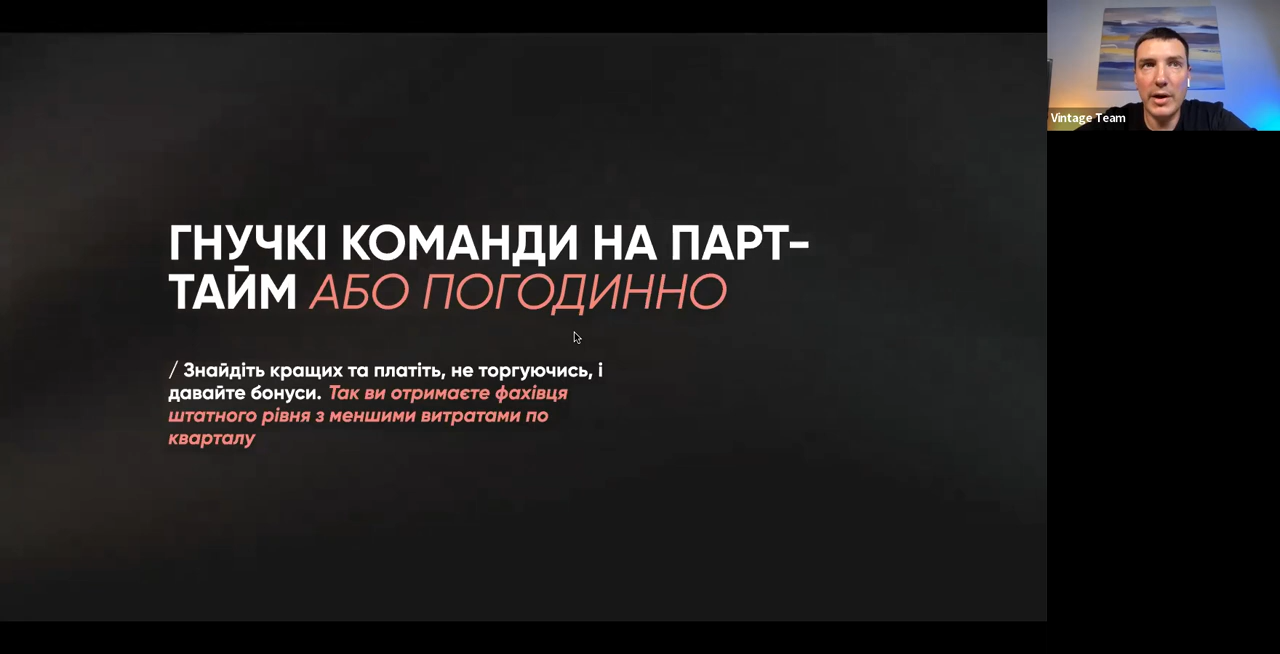 ГНУЧКІ КОМАНДИ НА ПАРТ-
ТАЙМ АБО ПОГОДИННО
/ Знайдіть кращих та платіть, не торгуючись, і
давайте бонуси. Так ви отримаєте фахівця
штатного рівня з меншими витратами по
кварталу
Vintage Team